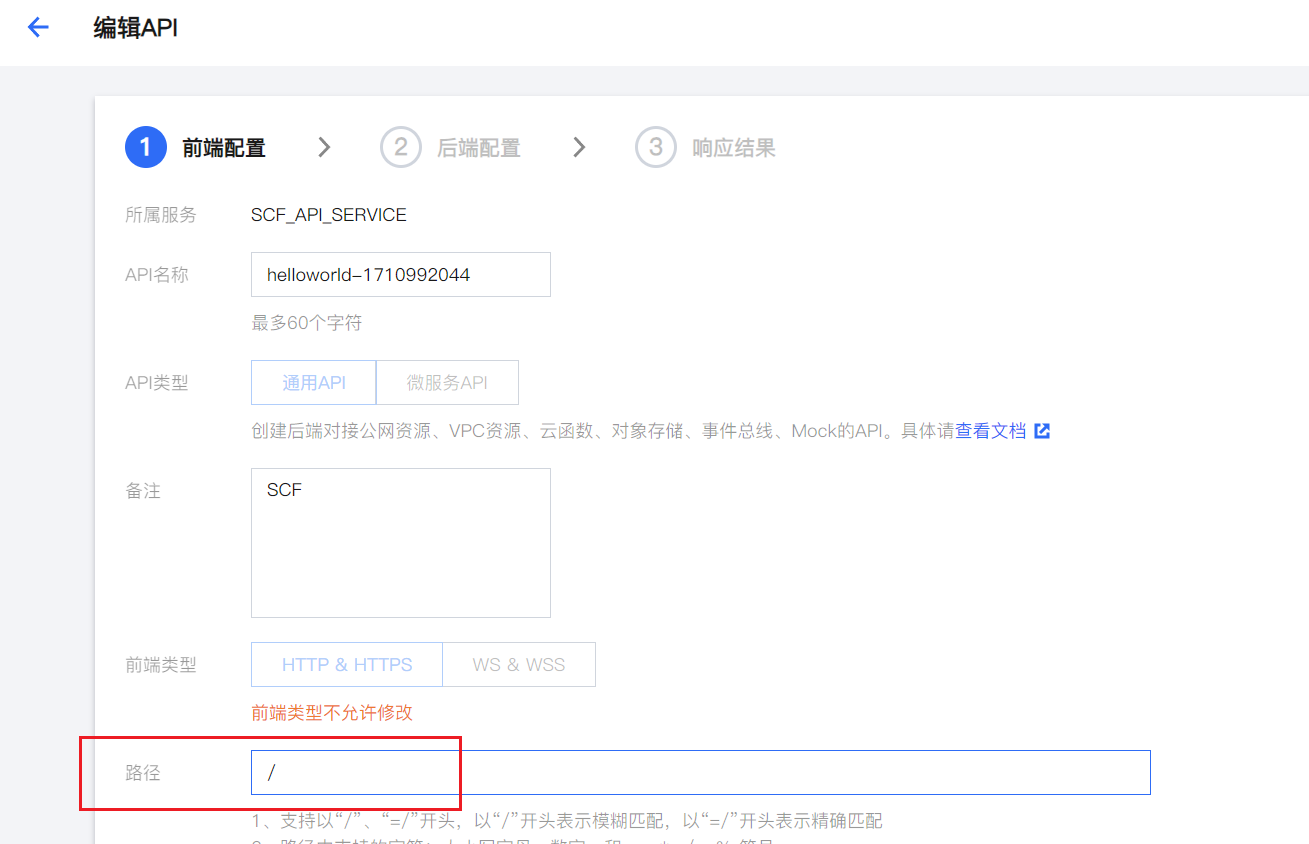 编辑API
1 前端配置 2 后端配置 3 响应结果
所属服务 SCF_API_SERVICE
API名称 helloworld-1710992044
最多60个字符
API类型 通用API 微服务API
创建后端对接公网资源、VPC资源、云函数、对象存储、事件总线、Mock的API。具体请查看文档
备注 SCF
前端类型 HTTP & HTTPS WS & WSS
前端类型不允许修改
路径 /
1、支持以“/”、“=/”开头，以“/”开头表示模糊匹配，以“=/”开头表示精确匹配